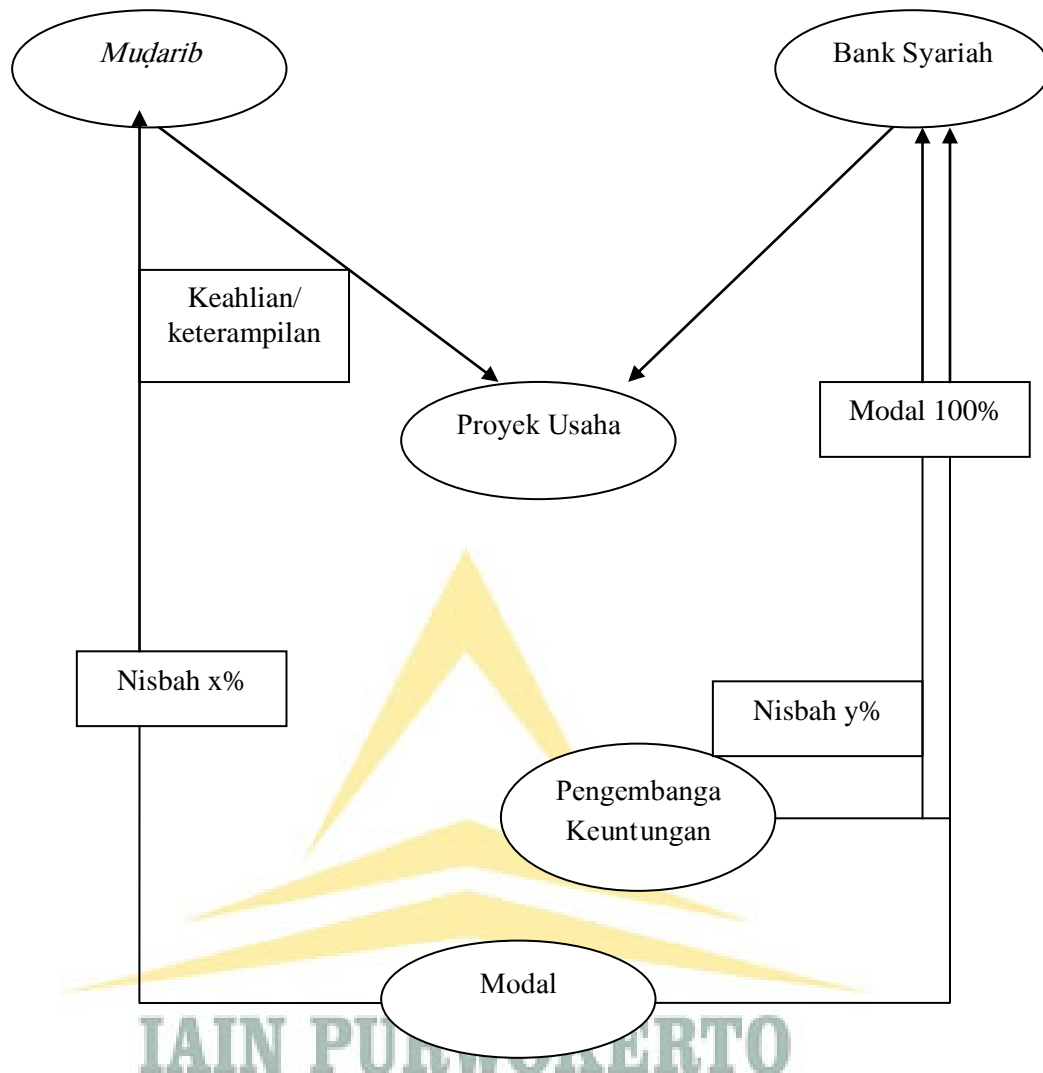 Muḍarib
Bank Syariah
Keahlian/
keterampilan
Proyek Usaha
Modal 100%
Nisbah x%
Nisbah y%
Pengembanga
Keuntungan
Modal
IAIN PURWOKERTO